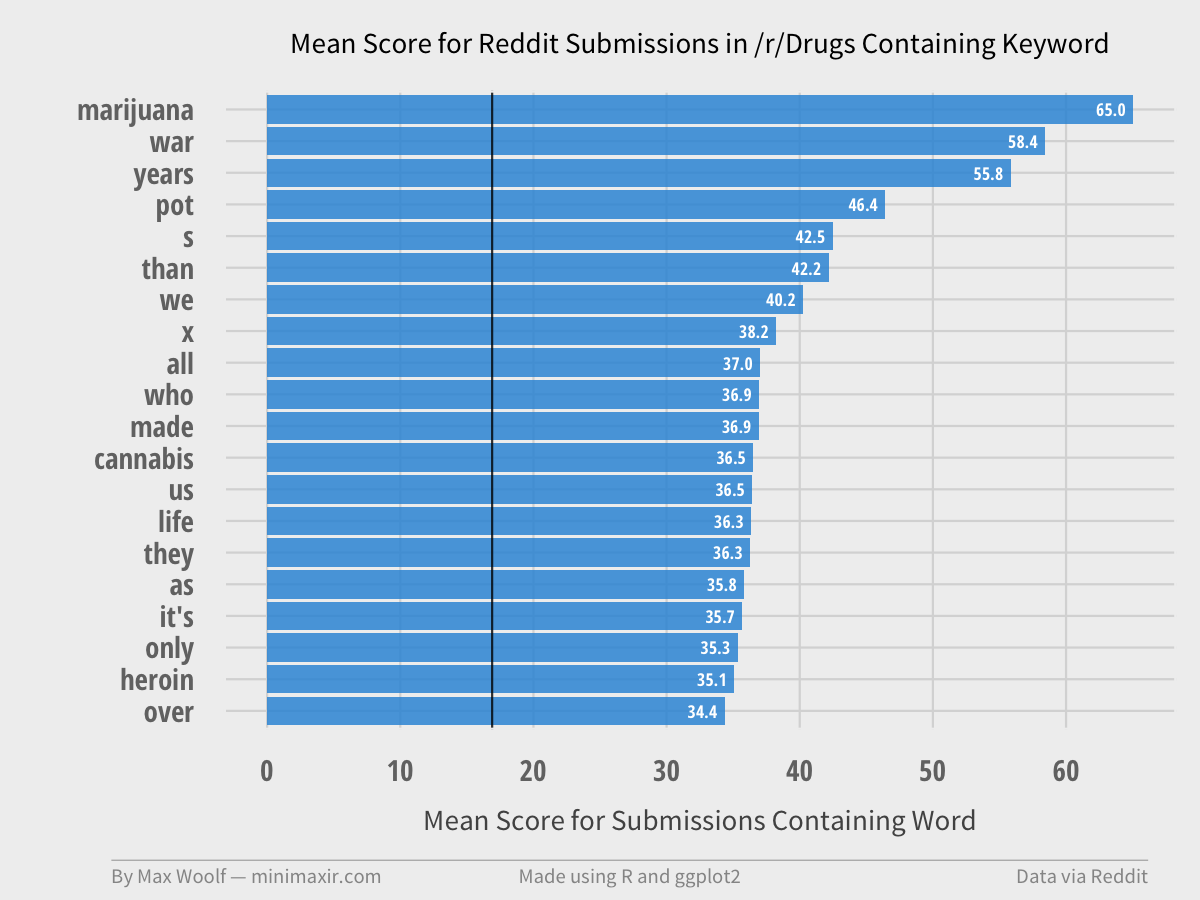 Mean Score for Reddit Submissions in /r/Drugs Containing Keyword
marijuana 65.0
war 58.4
years 55.8
pot 46.4
s 42.5
than 42.2
we 40.2
x 38.2
all 37.0
who 36.9
made 36.9
cannabis 36.5
us 36.5
life 36.3
they 36.3
as 35.8
it's 35.7
only 35.3
heroin 35.1
over 34.4
0 10 20 30 40 50 60
Mean Score for Submissions Containing Word
By Max Woolf — minimaxir.com Made using R and ggplot2 Data via Reddit